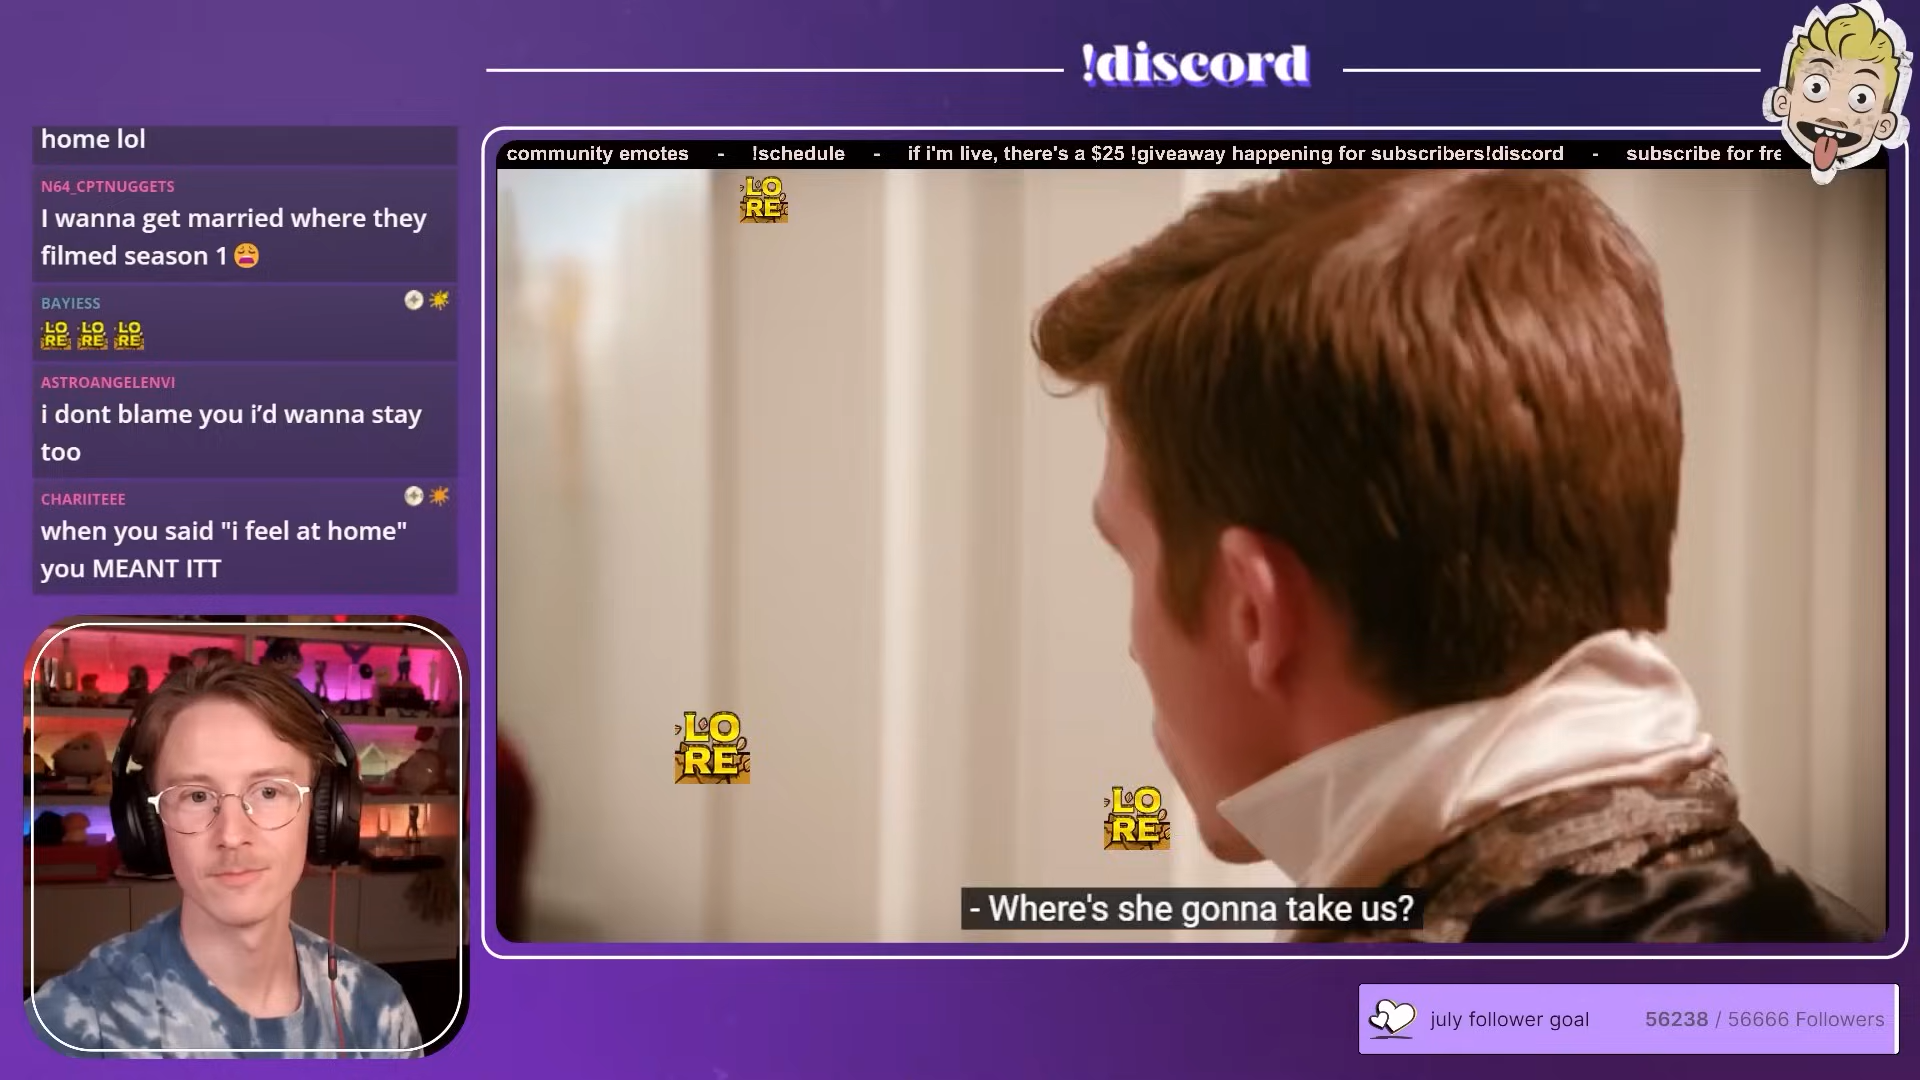 !discord
community emotes - !schedule - if i'm live, there's a $25 !giveaway happening for subscribers!discord - subscribe for fre
home lol
N64_CPTNUGGETS
I wanna get married where they
filmed season 1 😩
BAYIESS
LO RE LO RE LO RE
ASTROANGELENVI
i dont blame you i’d wanna stay
too
CHARIITEEE
when you said "i feel at home"
you MEANT ITT
LO
RE
LO
RE
LO
RE
- Where's she gonna take us?
july follower goal 56238 / 56666 Followers